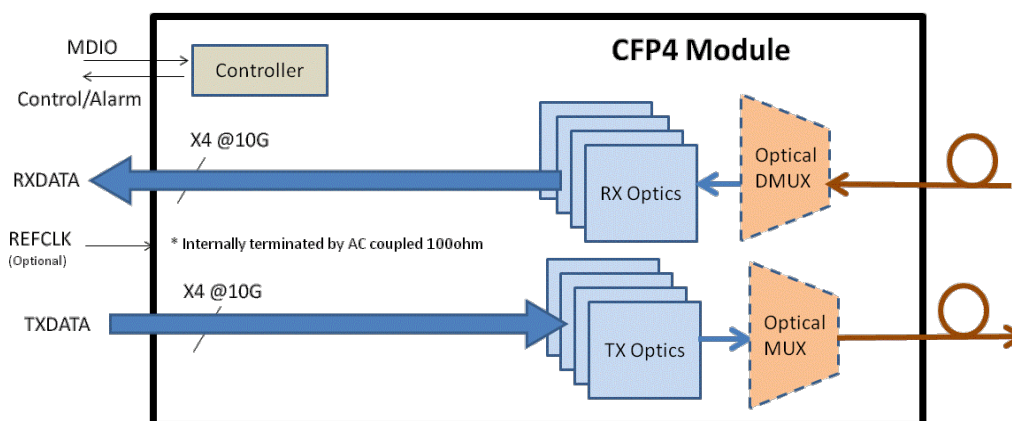 CFP4 Module
MDIO
Controller
Control/Alarm
X4 @10G
RXDATA
RX Optics
Optical
DMUX
REFCLK
(Optional)
* Internally terminated by AC coupled 100ohm
X4 @10G
TXDATA
TX Optics
Optical
MUX